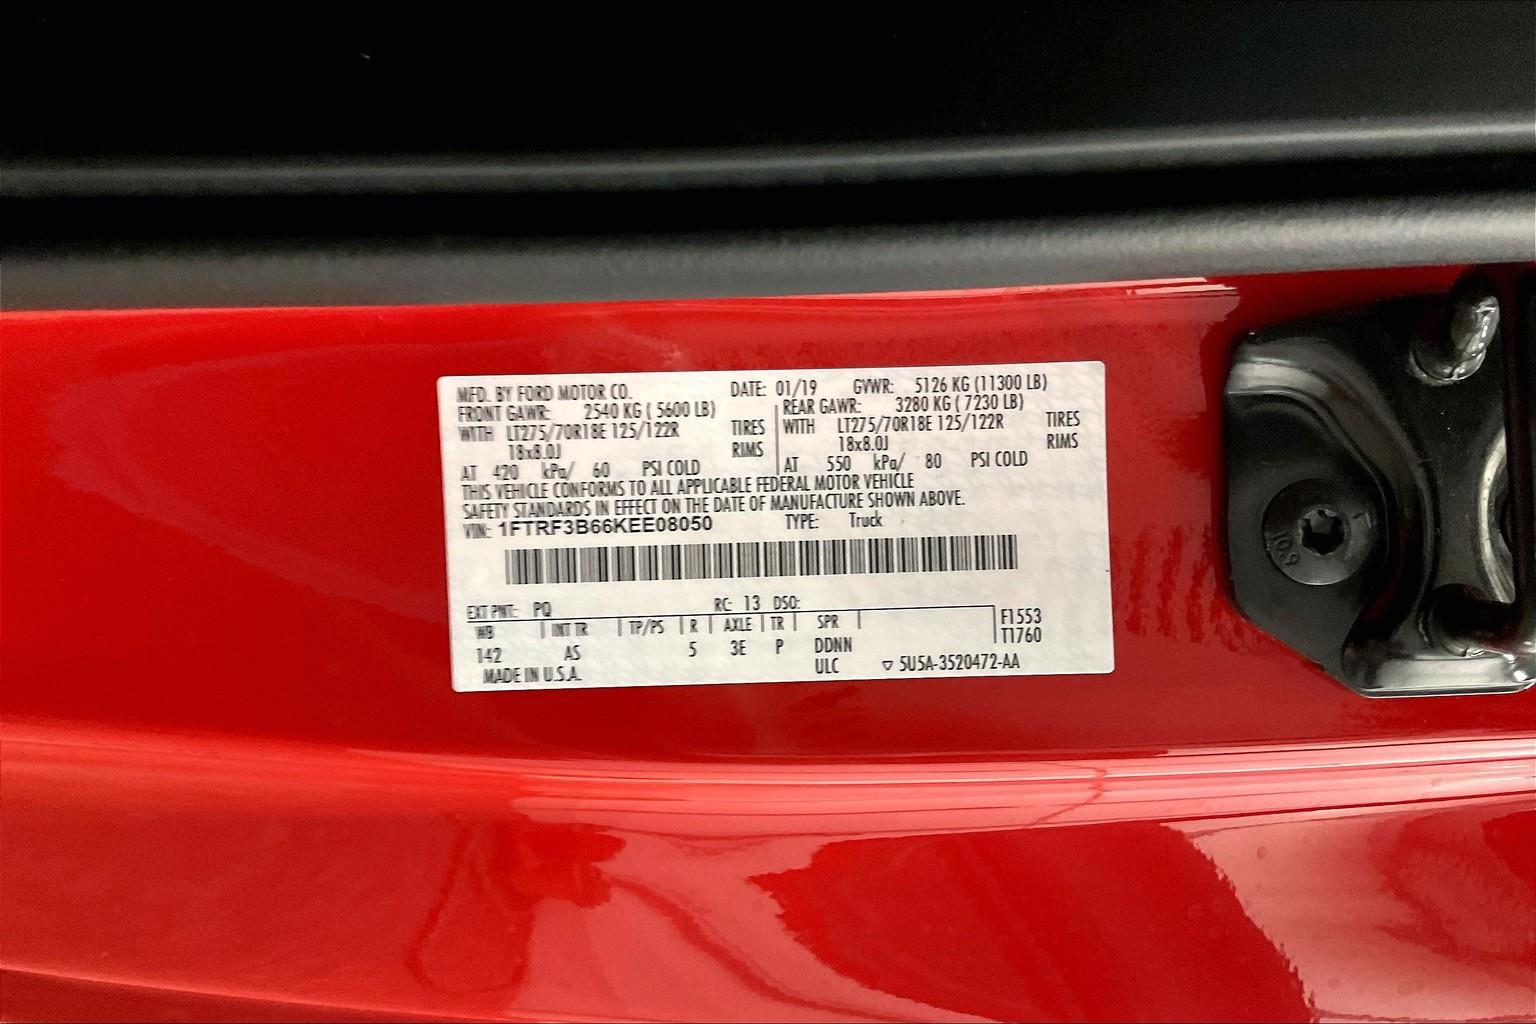 MFD. BY FORD MOTOR CO. DATE: 01/19 GVWR: 5126 KG (11300 LB)
FRONT GAWR: 2540 KG ( 5600 LB) REAR GAWR: 3280 KG ( 7230 LB)
WITH LT275/70R18E 125/122R TIRES WITH LT275/70R18E 125/122R TIRES
18x8.0J RIMS 18x8.0J RIMS
AT 420 kPa/ 60 PSI COLD AT 550 kPa/ 80 PSI COLD
THIS VEHICLE CONFORMS TO ALL APPLICABLE FEDERAL MOTOR VEHICLE
SAFETY STANDARDS IN EFFECT ON THE DATE OF MANUFACTURE SHOWN ABOVE.
VIN: 1FTRF3B66KEE08050 TYPE: Truck
EXT PNT: PQ RC: 13 DSO:
WB INT TR TP/PS R AXLE TR SPR F1553
142 AS 5 3E P DDNN T1760
MADE IN U.S.A. ULC ▽ 5U5A-3520472-AA
10.9